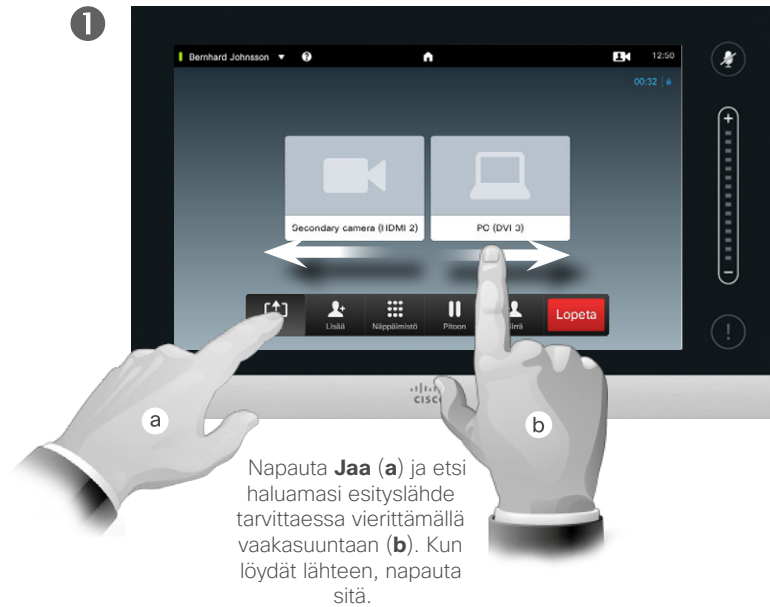 1
Bernhard Johnsson
?
12:50
00:32
Secondary camera (HDMI 2)
PC (DVI 3)
Lisää
Näppäimistö
Pitoon
Lopeta
CISCO
a
b
Napauta Jaa (a) ja etsi
haluamasi esityslähde
tarvittaessa vierittämällä
vaakasuuntaan (b). Kun
löydät lähteen, napauta
sitä.